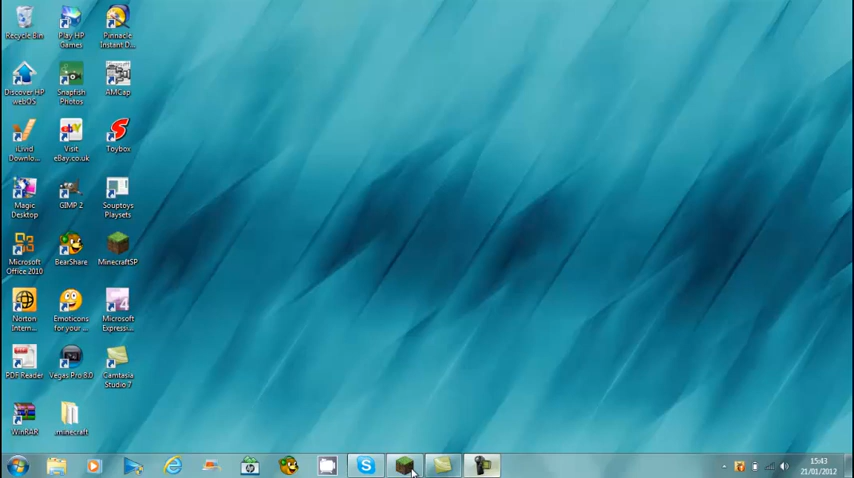 Recycle Bin
Play HP
Games
Pinnacle
Instant D...
Discover HP
webOS
Snapfish
Photos
AMCap
iLivid
Downlo...
Visit
eBay.co.uk
Toybox
Magic
Desktop
GIMP 2
Souptoys
Playsets
Microsoft
Office 2010
BearShare
MinecraftSP
Norton
Intern...
Emoticons
for your ...
Microsoft
Expressi...
PDF Reader
Vegas Pro 8.0
Camtasia
Studio 7
WinRAR
.minecraft
15:43
21/01/2012